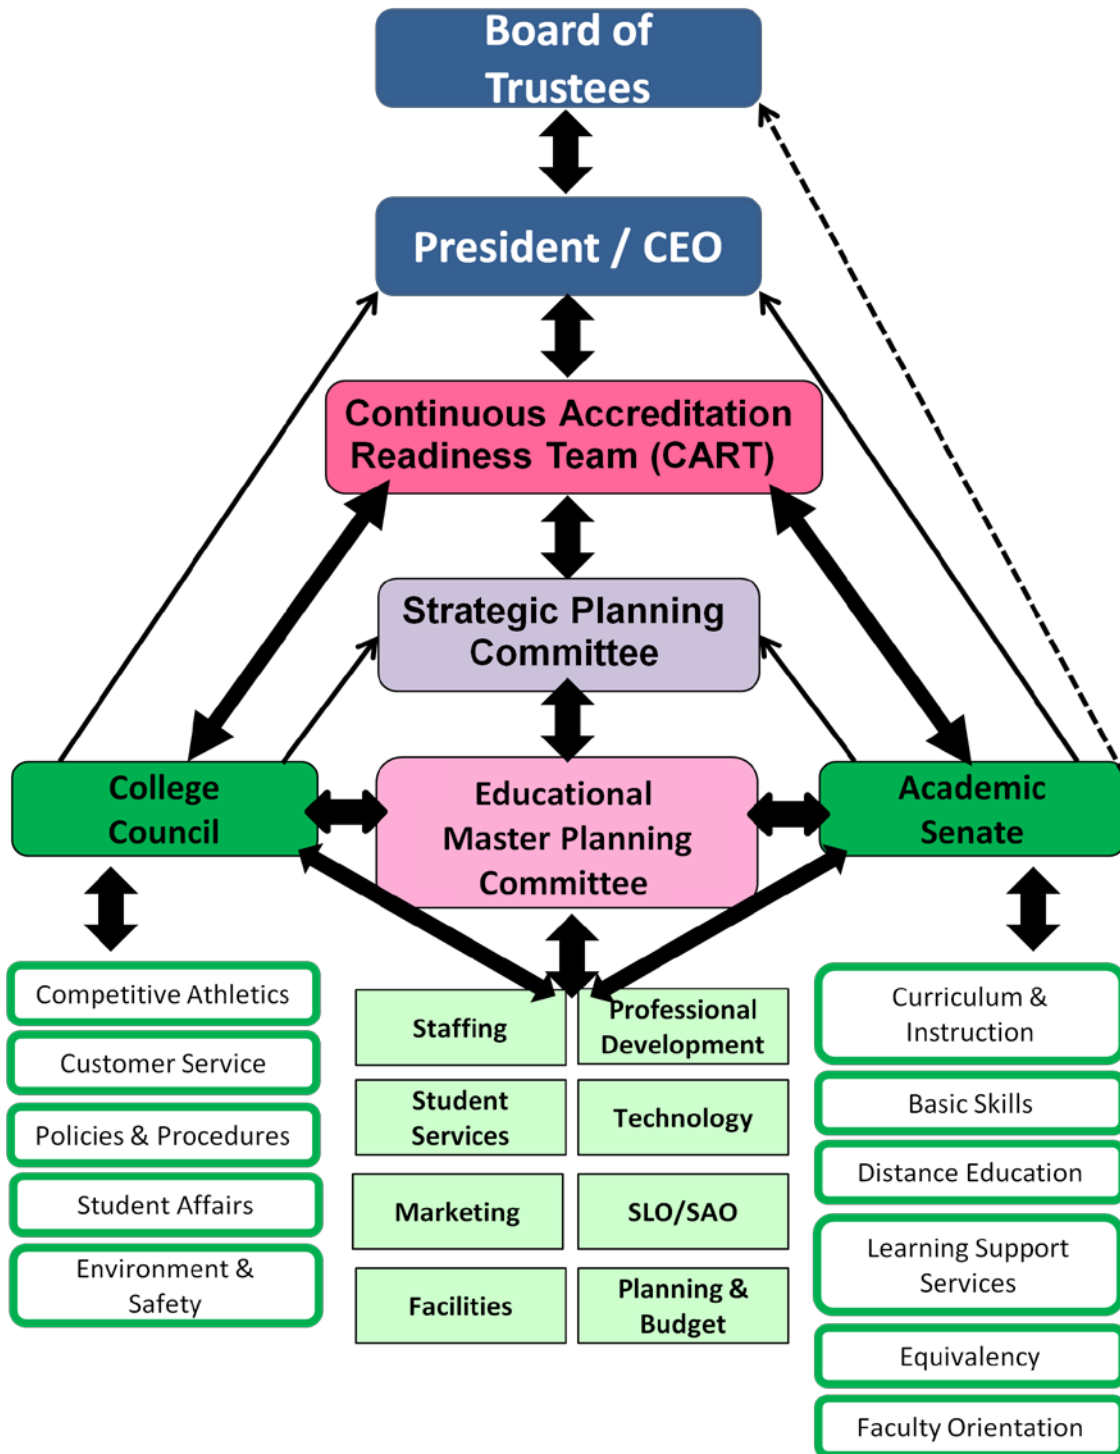 Board of
Trustees
President / CEO
Continuous Accreditation
Readiness Team (CART)
Strategic Planning
Committee
College
Council
Educational
Master Planning
Committee
Academic
Senate
Competitive Athletics
Customer Service
Policies & Procedures
Student Affairs
Environment &
Safety
Staffing
Professional
Development
Student
Services
Technology
Marketing
SLO/SAO
Facilities
Planning &
Budget
Curriculum &
Instruction
Basic Skills
Distance Education
Learning Support
Services
Equivalency
Faculty Orientation